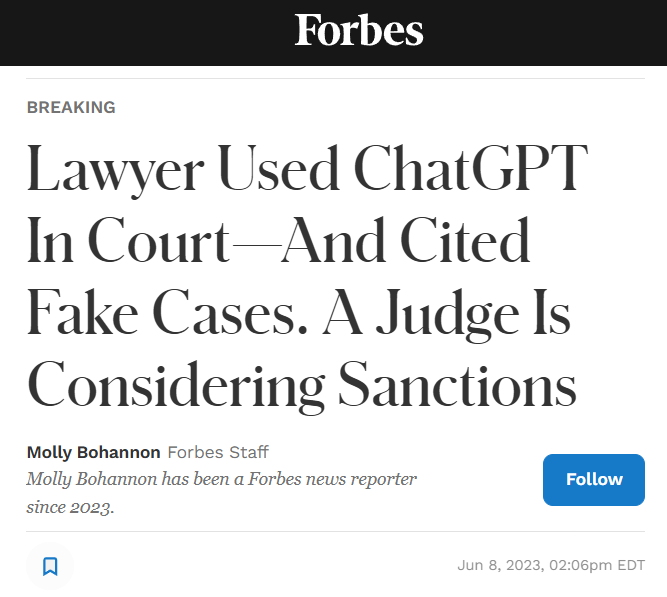 Forbes
BREAKING
Lawyer Used ChatGPT
In Court—And Cited
Fake Cases. A Judge Is
Considering Sanctions
Molly Bohannon Forbes Staff
Molly Bohannon has been a Forbes news reporter
since 2023.
Follow
Jun 8, 2023, 02:06pm EDT